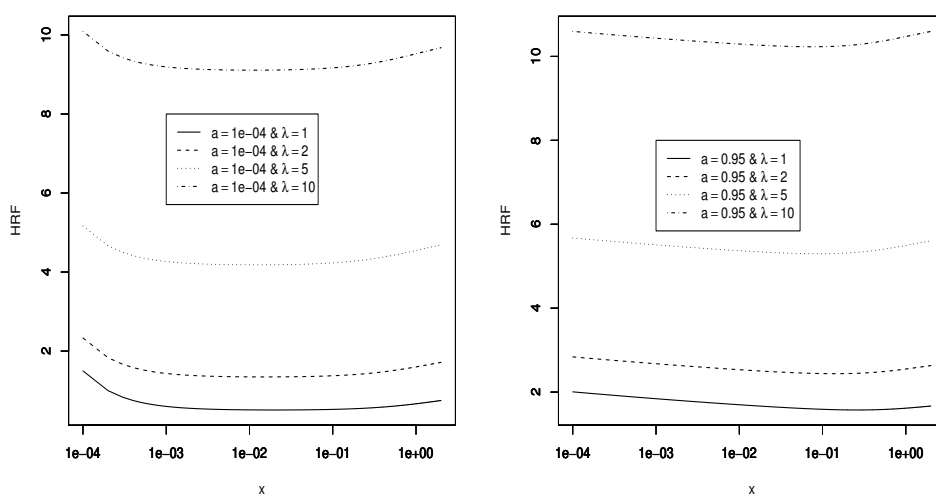 10
8
6
4
2
HRF
a = 1e−04 & λ = 1
a = 1e−04 & λ = 2
a = 1e−04 & λ = 5
a = 1e−04 & λ = 10
1e−04 1e−03 1e−02 1e−01 1e+00
x
10
8
6
4
2
HRF
a = 0.95 & λ = 1
a = 0.95 & λ = 2
a = 0.95 & λ = 5
a = 0.95 & λ = 10
1e−04 1e−03 1e−02 1e−01 1e+00
x